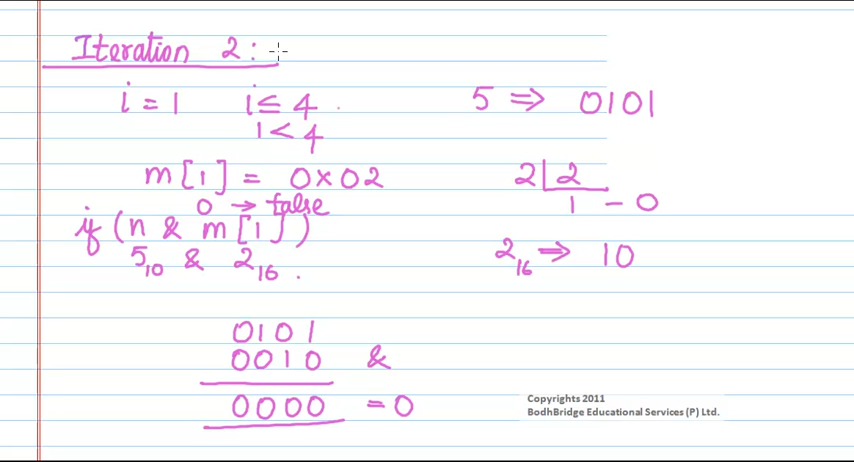 Iteration 2:
i = 1 i ≤ 4 .
1 < 4
5 ⇒ 0101
m[1] = 0x02
0 → false
if (n & m[1])
5₁₀ & 2₁₆ .
2 | 2
1 - 0
2₁₆ ⇒ 10
0101
0010 &
0000 = 0
Copyrights 2011
BodhBridge Educational Services (P) Ltd.